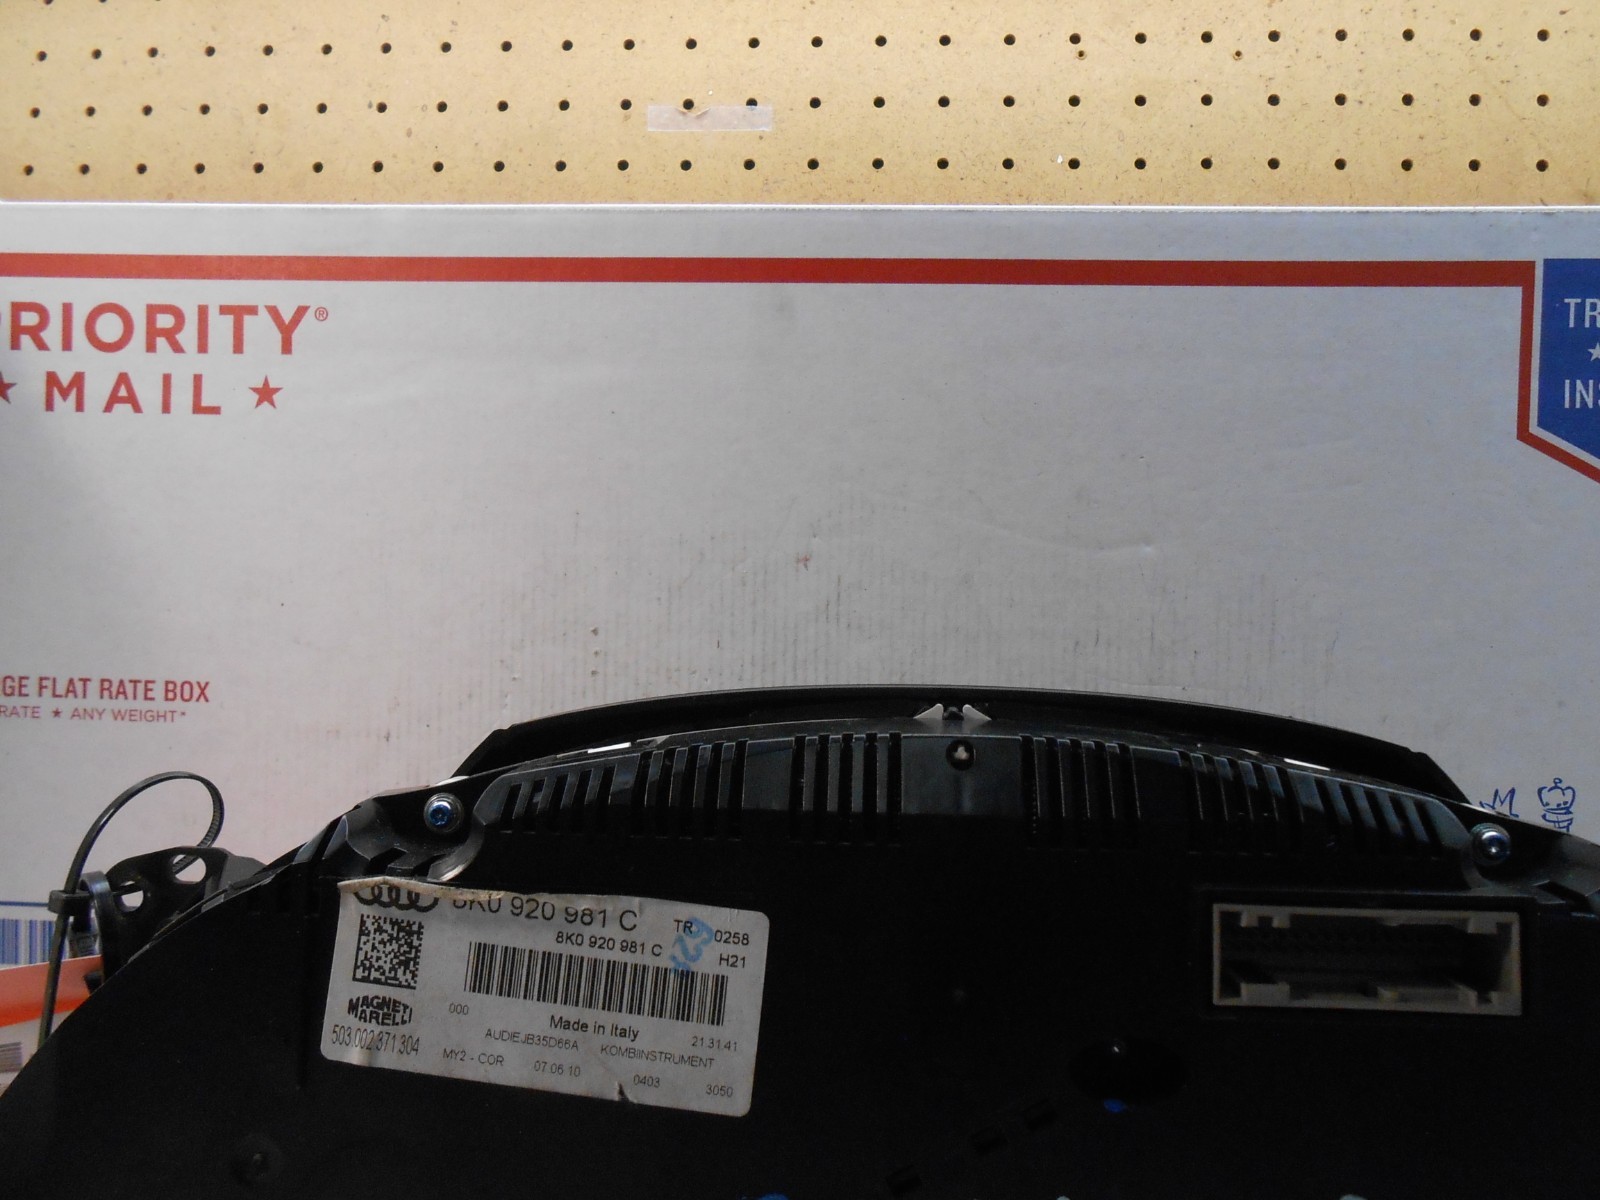 RIORITY®
★ MAIL ★
GE FLAT RATE BOX
RATE ★ ANY WEIGHT*
TR
★
INS
8K0 920 981 C
TR 0258
8K0 920 981 C
H21
MAGNETI
MARELLI
503.002.371.304
000
Made in Italy
21.31.41
AUDIEJB35D66A KOMBIINSTRUMENT
MY2 - COR 07.06.10 0403 3050